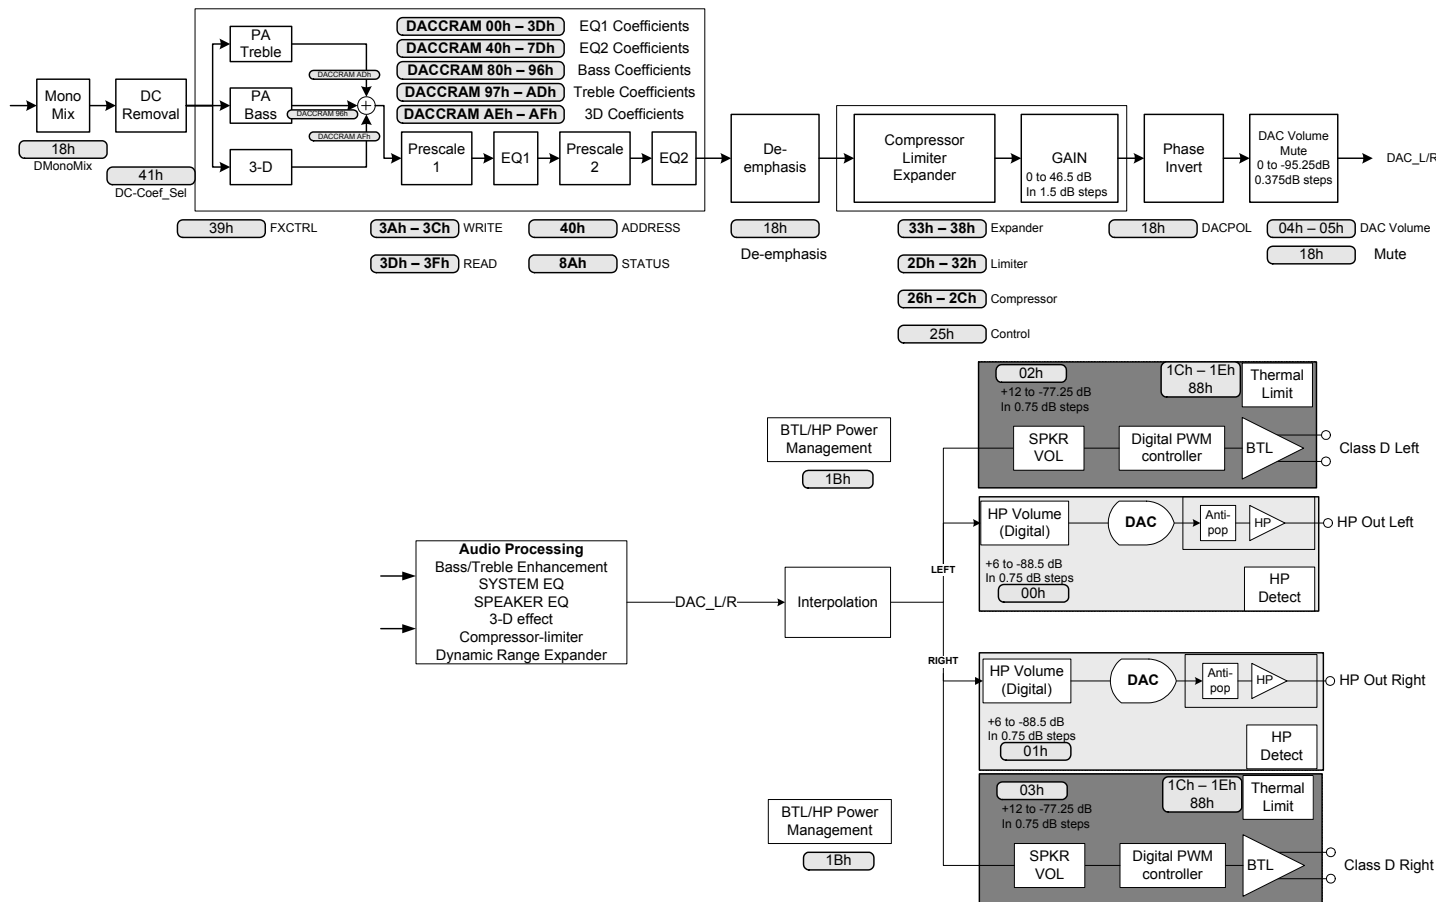 PA
Treble
DACCRAM ADh
PA
Bass
DACCRAM 96h
DACCRAM AFh
3-D
DACCRAM 00h – 3Dh EQ1 Coefficients
DACCRAM 40h – 7Dh EQ2 Coefficients
DACCRAM 80h – 96h Bass Coefficients
DACCRAM 97h – ADh Treble Coefficients
DACCRAM AEh – AFh 3D Coefficients
Mono
Mix
18h
DMonoMix
DC
Removal
41h
DC-Coef_Sel
Prescale
1
EQ1
Prescale
2
EQ2
De-
emphasis
Compressor
Limiter
Expander
GAIN
0 to 46.5 dB
In 1.5 dB steps
Phase
Invert
DAC Volume
Mute
0 to -95.25dB
0.375dB steps
DAC_L/R
39h FXCTRL
3Ah – 3Ch WRITE
3Dh – 3Fh READ
40h ADDRESS
8Ah STATUS
18h
De-emphasis
33h – 38h Expander
2Dh – 32h Limiter
26h – 2Ch Compressor
25h Control
18h DACPOL
04h – 05h DAC Volume
18h Mute
BTL/HP Power
Management
1Bh
02h
+12 to -77.25 dB
In 0.75 dB steps
1Ch – 1Eh
88h
Thermal
Limit
SPKR
VOL
Digital PWM
controller
BTL
Class D Left
HP Volume
(Digital)
DAC
Anti-
pop
HP
HP Out Left
+6 to -88.5 dB
In 0.75 dB steps
00h
HP
Detect
Audio Processing
Bass/Treble Enhancement
SYSTEM EQ
SPEAKER EQ
3-D effect
Compressor-limiter
Dynamic Range Expander
DAC_L/R
Interpolation
LEFT
RIGHT
HP Volume
(Digital)
DAC
Anti-
pop
HP
HP Out Right
+6 to -88.5 dB
In 0.75 dB steps
01h
HP
Detect
BTL/HP Power
Management
1Bh
03h
+12 to -77.25 dB
In 0.75 dB steps
1Ch – 1Eh
88h
Thermal
Limit
SPKR
VOL
Digital PWM
controller
BTL
Class D Right